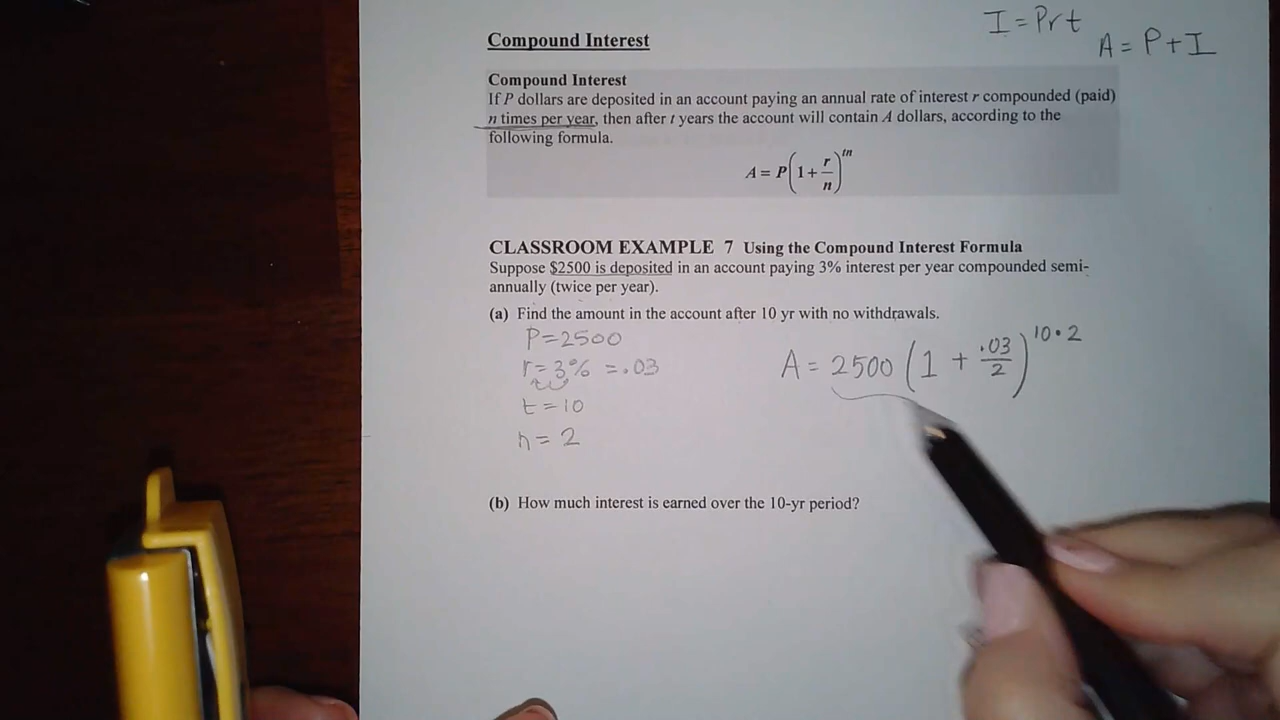 I = Prt
A = P + I
Compound Interest
Compound Interest
If P dollars are deposited in an account paying an annual rate of interest r compounded (paid)
n times per year, then after t years the account will contain A dollars, according to the
following formula.
A = P(1 + r/n)^tn
CLASSROOM EXAMPLE 7 Using the Compound Interest Formula
Suppose $2500 is deposited in an account paying 3% interest per year compounded semi-
annually (twice per year).
(a) Find the amount in the account after 10 yr with no withdrawals.
P=2500
r=3% =.03
t=10
n=2
A = 2500 (1 + .03/2)^10·2
(b) How much interest is earned over the 10-yr period?